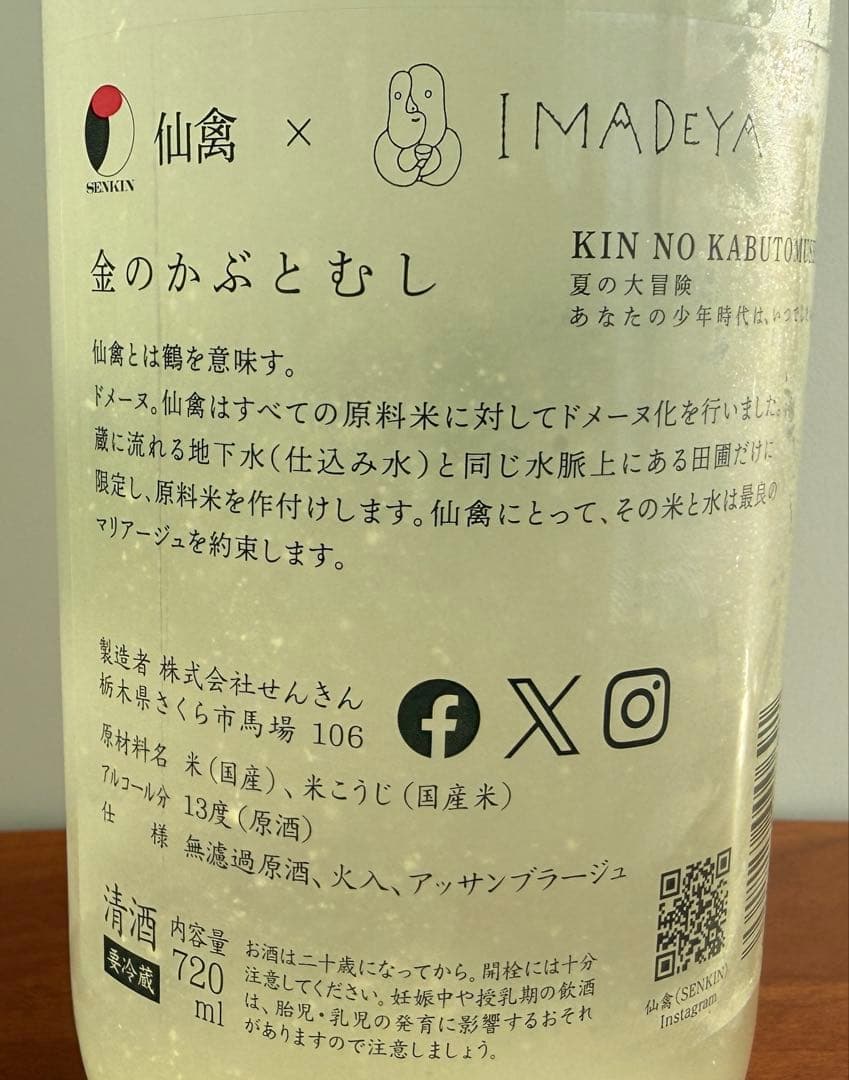 SENKIN
仙禽 × IMADEYA
金のかぶとむし
KIN NO KABUTOMUS
夏の大冒険
あなたの少年時代は、いつ
仙禽とは鶴を意味す。
ドメーヌ。仙禽はすべての原料米に対してドメーヌ化を行いました。
蔵に流れる地下水(仕込み水)と同じ水脈上にある田圃だけに
限定し、原料米を作付けします。仙禽にとって、その米と水は最良の
マリアージュを約束します。
製造者 株式会社せんきん
栃木県さくら市馬場 106
原材料名 米(国産)、米こうじ(国産米)
アルコール分 13度(原酒)
仕様 無濾過原酒、火入、アッサンブラージュ
清酒
要冷蔵
内容量
720
ml
お酒は二十歳になってから。開栓には十分
注意してください。妊娠中や授乳期の飲酒
は、胎児・乳児の発育に影響するおそれ
がありますので注意しましょう。
仙禽(SENKIN)
Instagram